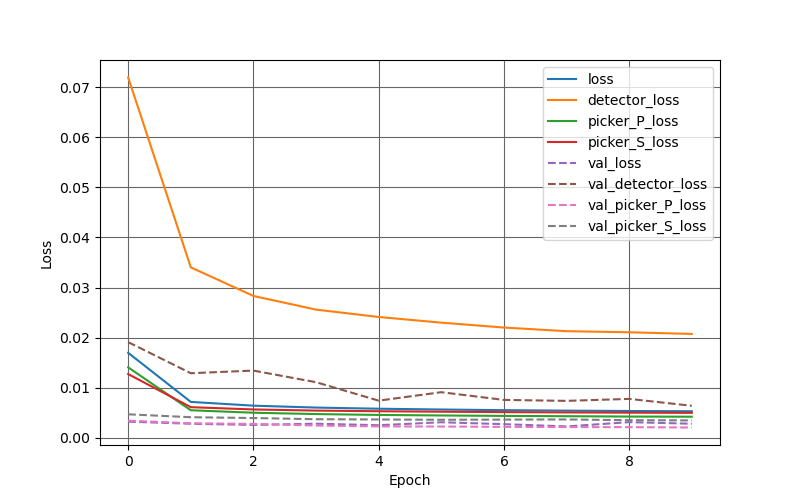 0.07
0.06
0.05
0.04
0.03
0.02
0.01
0.00
Loss
0 2 4 6 8
Epoch
loss
detector_loss
picker_P_loss
picker_S_loss
val_loss
val_detector_loss
val_picker_P_loss
val_picker_S_loss